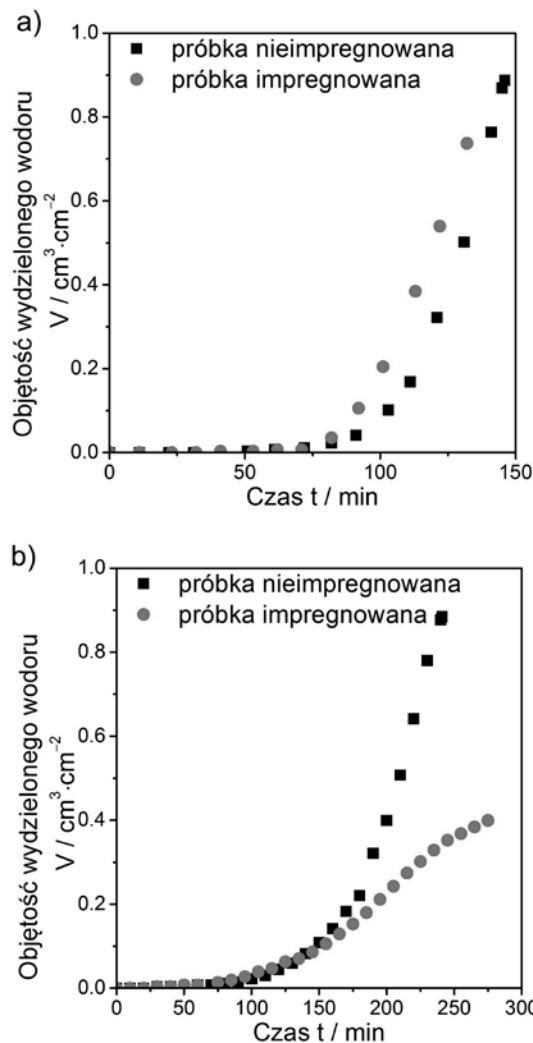 a)
1.0
■ próbka nieimpregnowana
● próbka impregnowana
0.8
0.6
0.4
0.2
0.0
Objętość wydzielonego wodoru
V / cm³·cm⁻²
0 50 100 150
Czas t / min
b)
1.0
■ próbka nieimpregnowana
● próbka impregnowana
0.8
0.6
0.4
0.2
0.0
Objętość wydzielonego wodoru
V / cm³·cm⁻²
0 50 100 150 200 250 300
Czas t / min